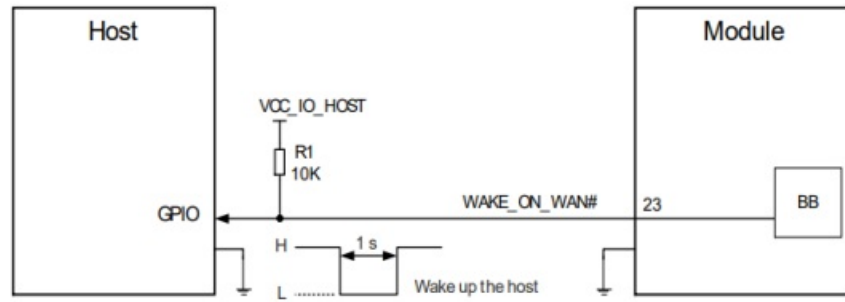 Host
Module
VCC_IO_HOST
R1
10K
GPIO
WAKE_ON_WAN#
23
BB
H
1 s
L
Wake up the host